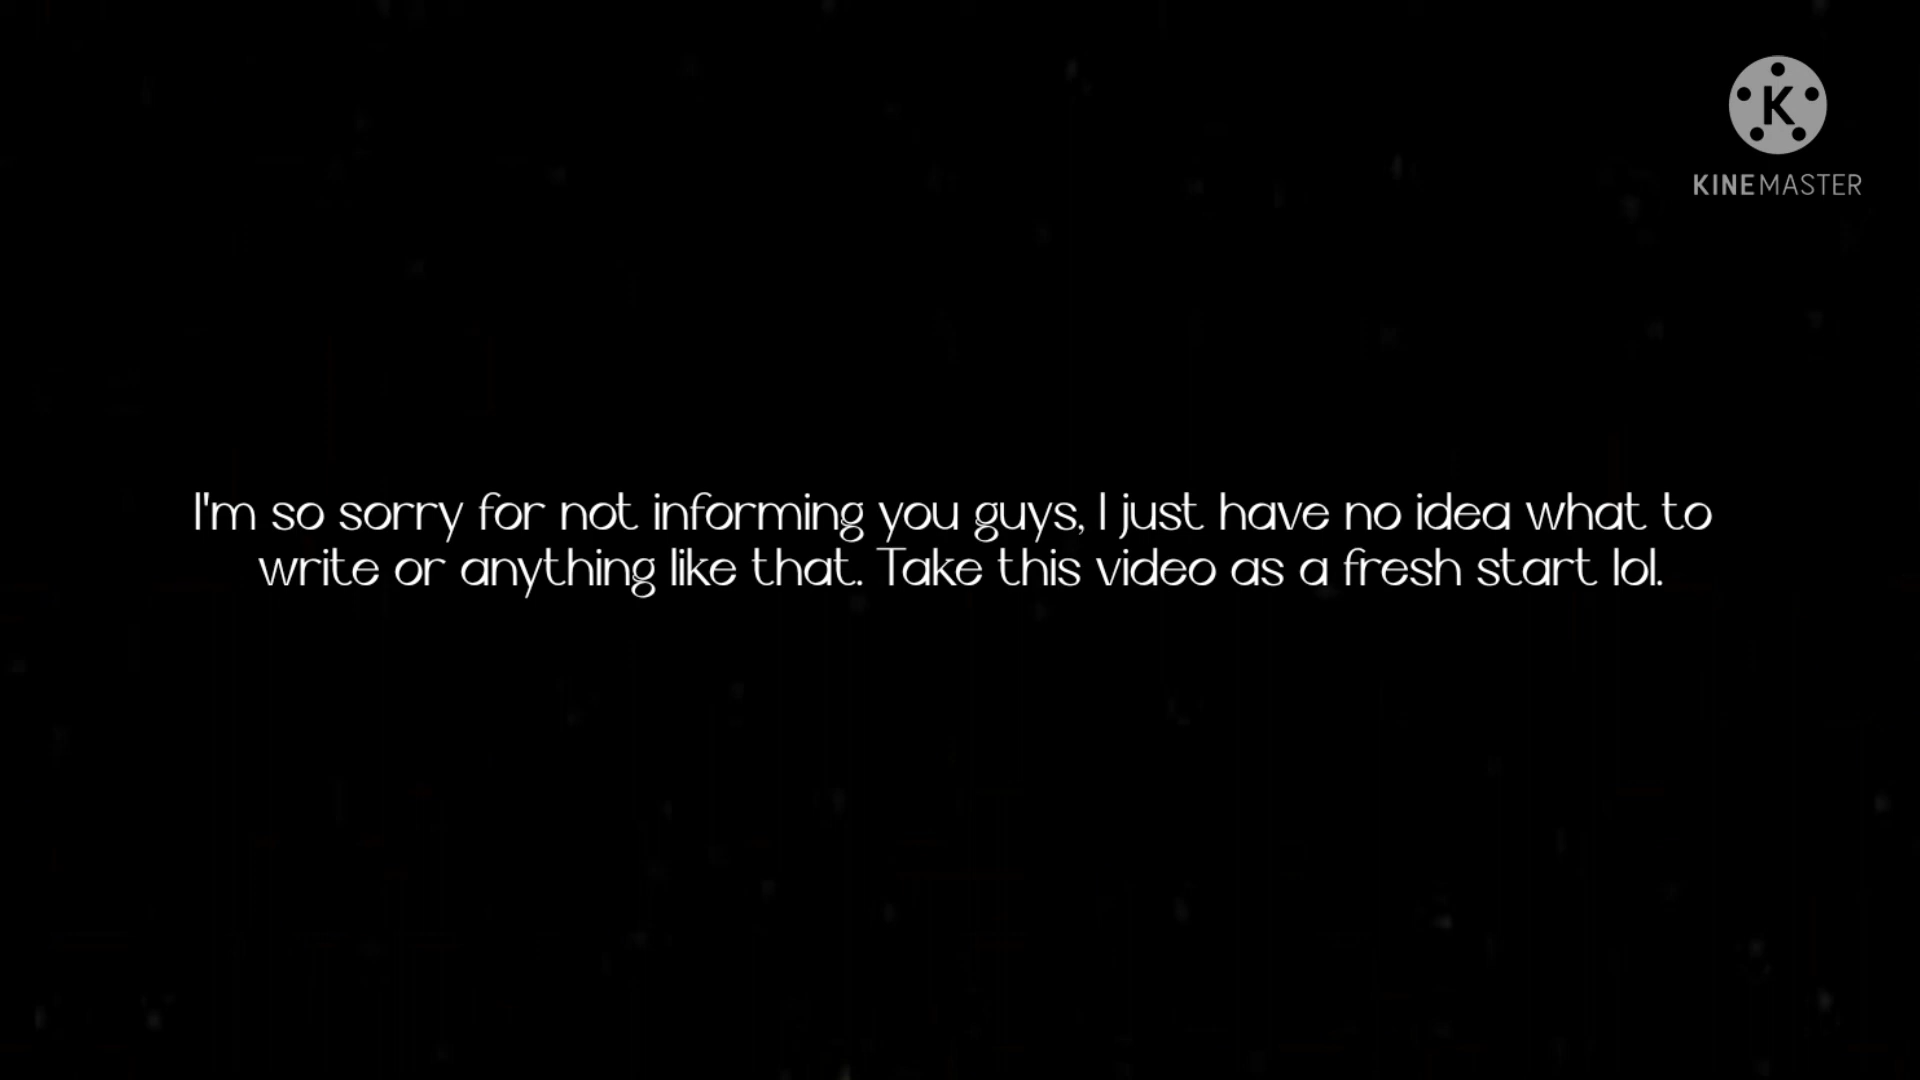 K
KINEMASTER
I'm so sorry for not informing you guys, I just have no idea what to
write or anything like that. Take this video as a fresh start lol.